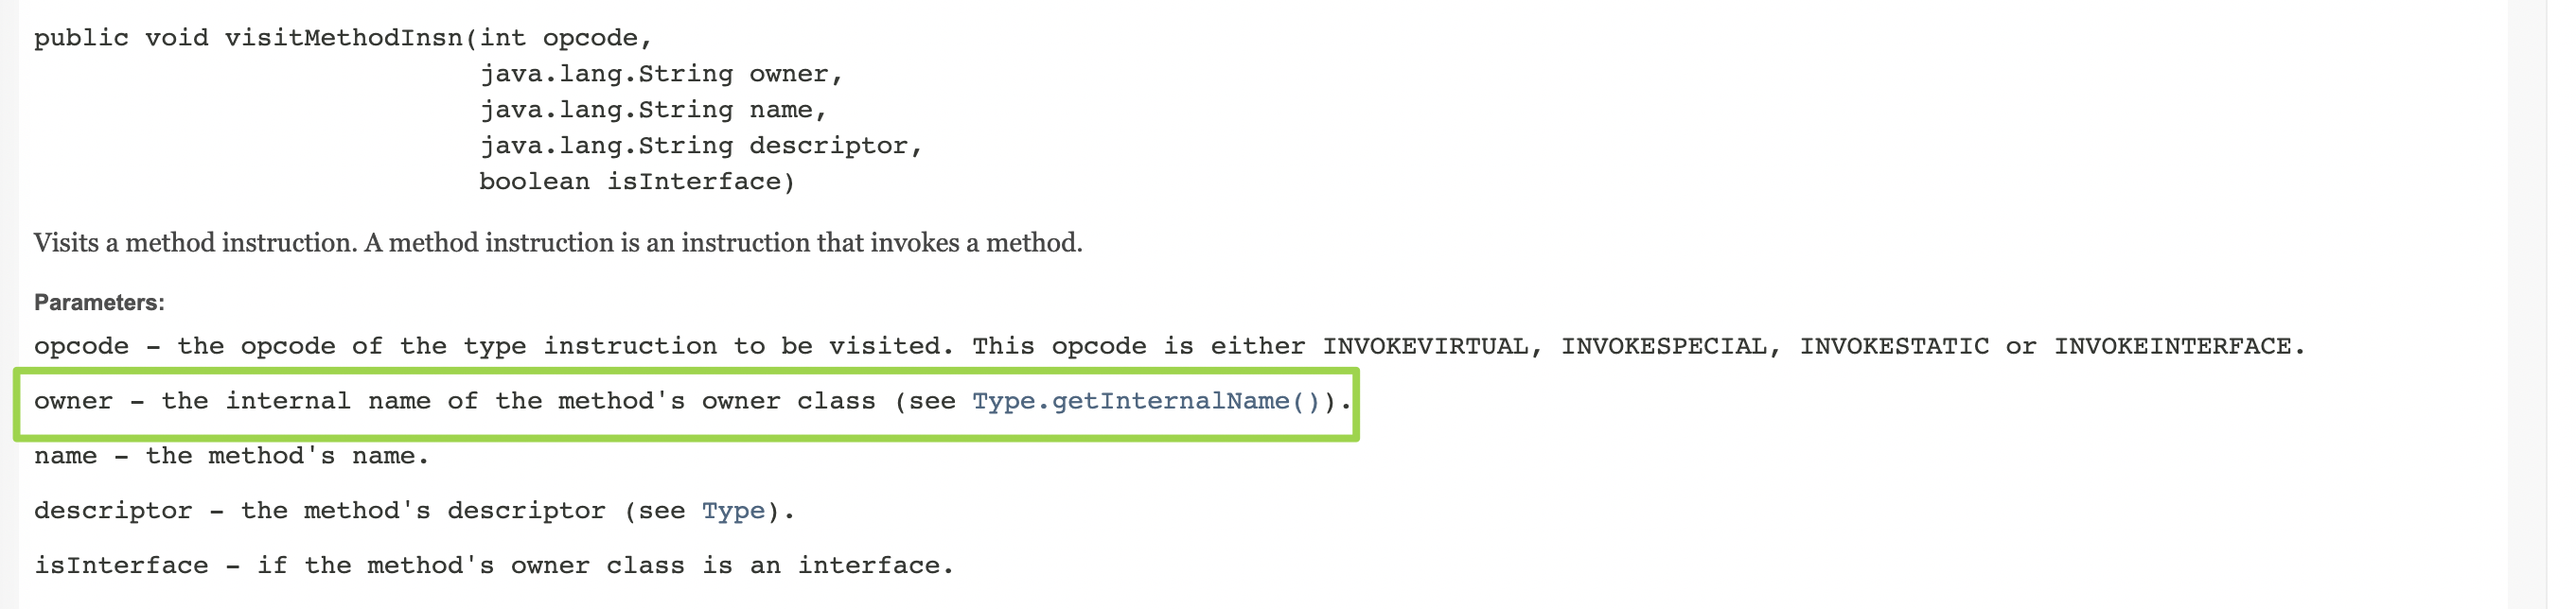 public void visitMethodInsn(int opcode,
java.lang.String owner,
java.lang.String name,
java.lang.String descriptor,
boolean isInterface)
Visits a method instruction. A method instruction is an instruction that invokes a method.
Parameters:
opcode – the opcode of the type instruction to be visited. This opcode is either INVOKEVIRTUAL, INVOKESPECIAL, INVOKESTATIC or INVOKEINTERFACE.
owner – the internal name of the method's owner class (see Type.getInternalName()).
name – the method's name.
descriptor – the method's descriptor (see Type).
isInterface – if the method's owner class is an interface.